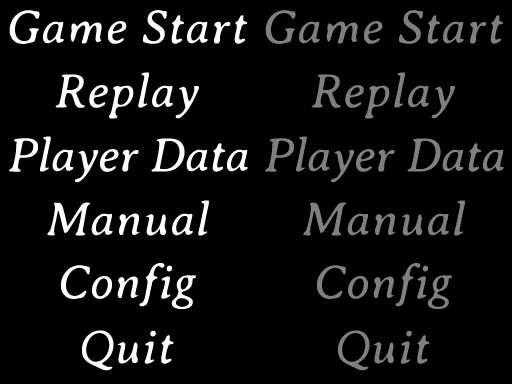 Game Start Game Start
Replay Replay
Player Data Player Data
Manual Manual
Config Config
Quit Quit